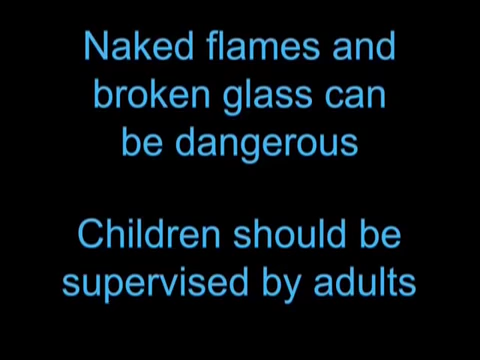 Naked flames and
broken glass can
be dangerous
Children should be
supervised by adults